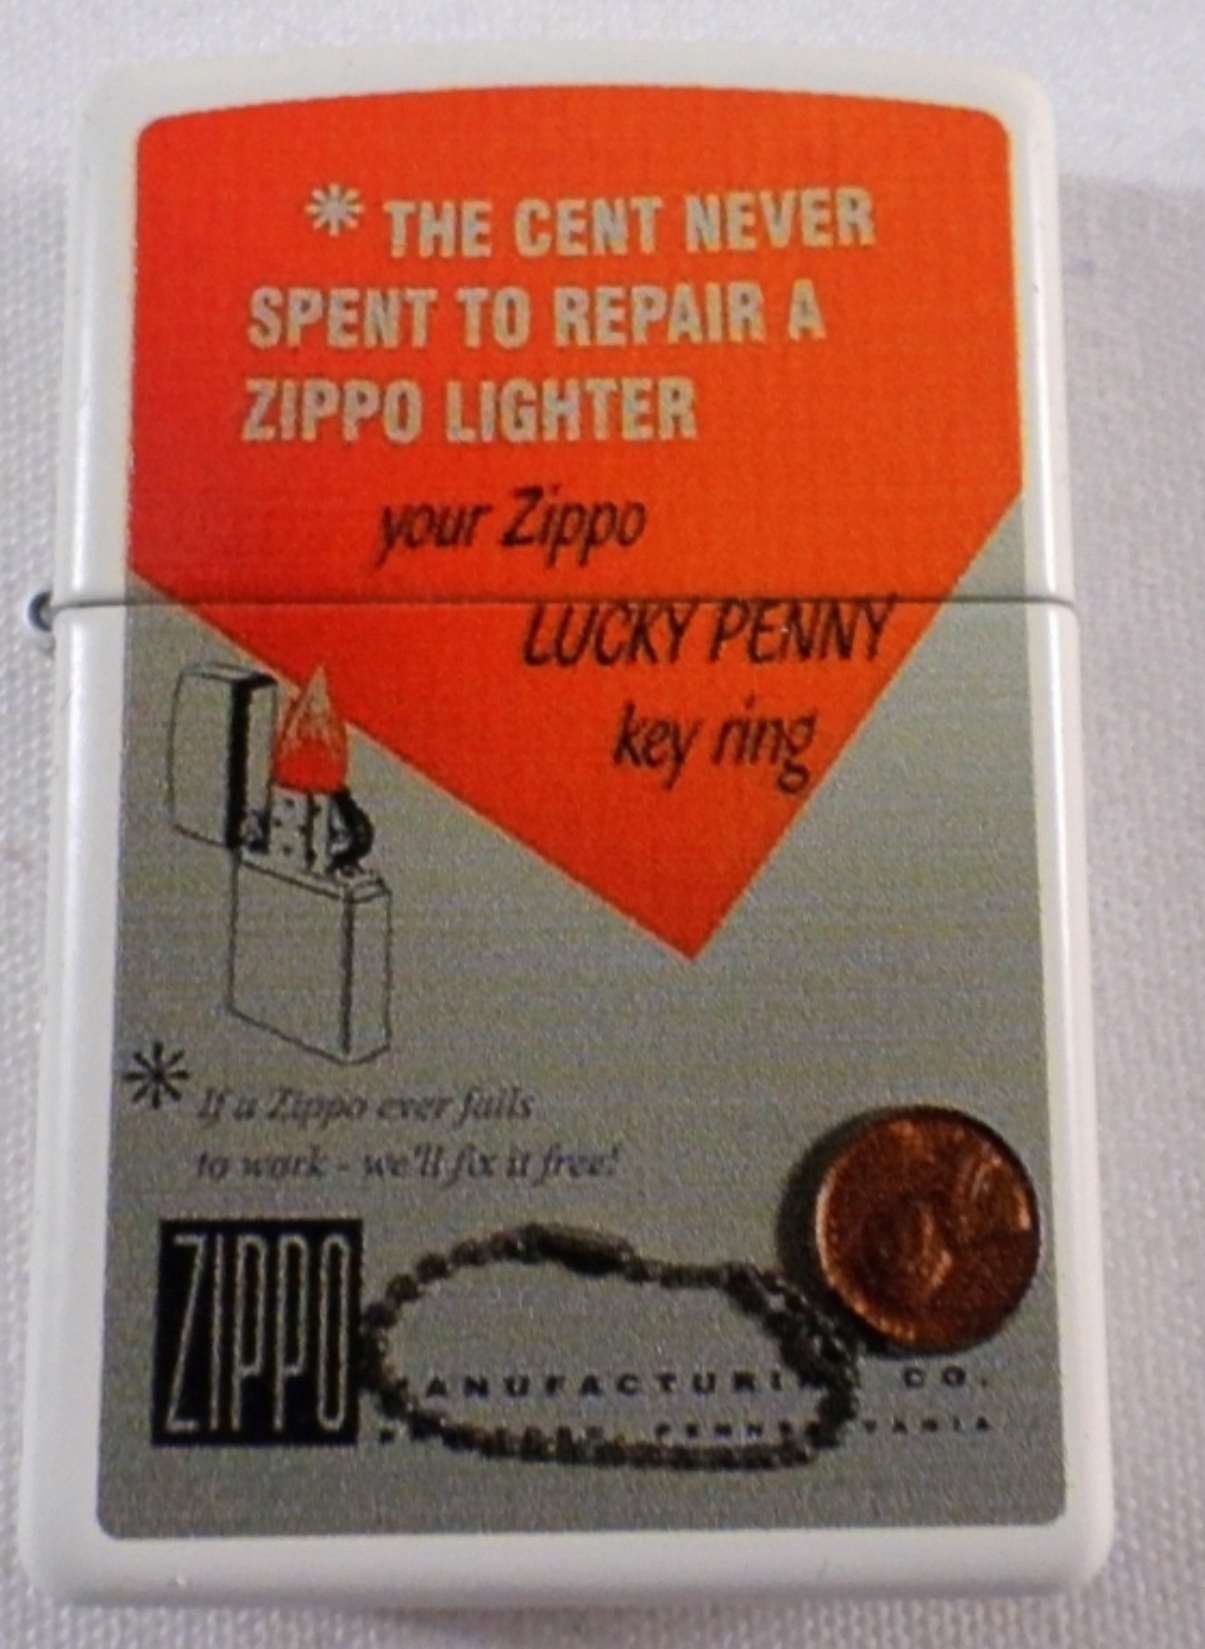 * THE CENT NEVER
SPENT TO REPAIR A
ZIPPO LIGHTER
your Zippo
LUCKY PENNY
key ring
* If a Zippo ever fails
to work - we'll fix it free!
ZIPPO
CO.